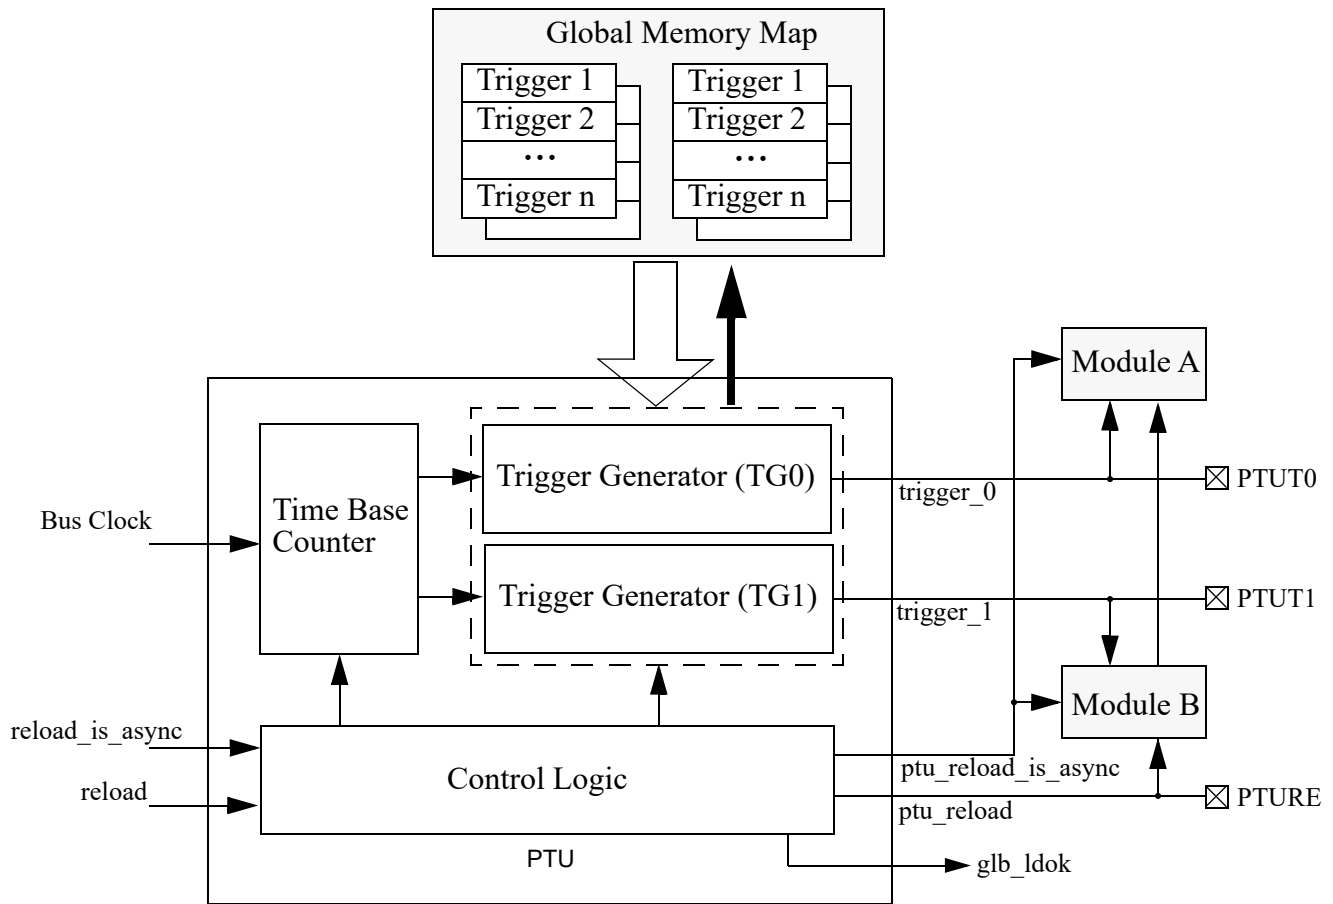 Global Memory Map
Trigger 1
Trigger 2
...
Trigger n
Trigger 1
Trigger 2
...
Trigger n
Module A
Trigger Generator (TG0)
trigger_0
PTUT0
Bus Clock
Time Base
Counter
Trigger Generator (TG1)
trigger_1
PTUT1
Module B
reload_is_async
reload
Control Logic
ptu_reload_is_async
ptu_reload
PTURE
PTU
glb_ldok